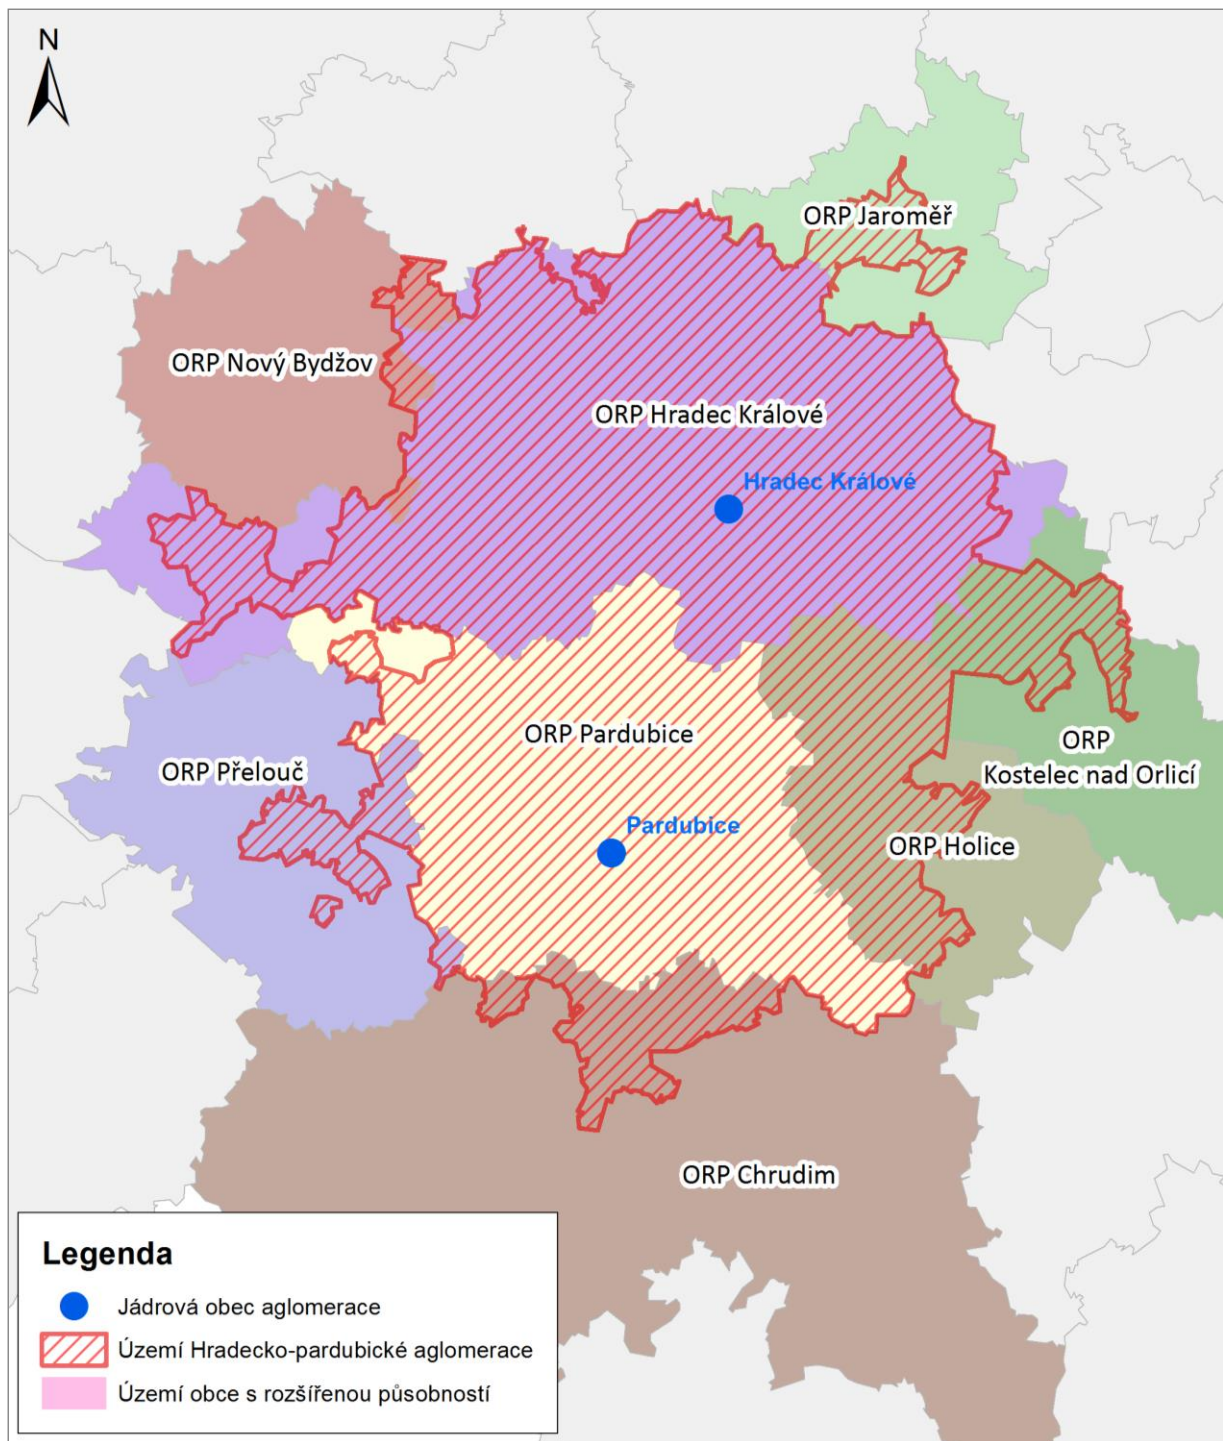 N
ORP Jaroměř
ORP Nový Bydžov
ORP Hradec Králové
Hradec Králové
ORP Pardubice
ORP
Kostelec nad Orlicí
ORP Přelouč
Pardubice
ORP Holice
ORP Chrudim
Legenda
Jádrová obec aglomerace
Území Hradecko-pardubické aglomerace
Území obce s rozšířenou působností